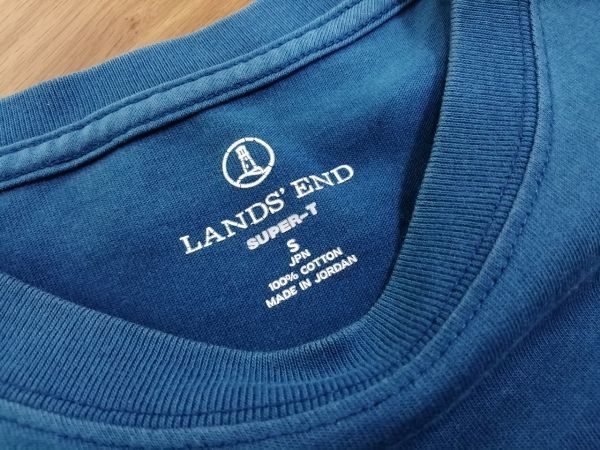 LANDS' END
SUPER-T
S
JPN
100% COTTON
MADE IN JORDAN